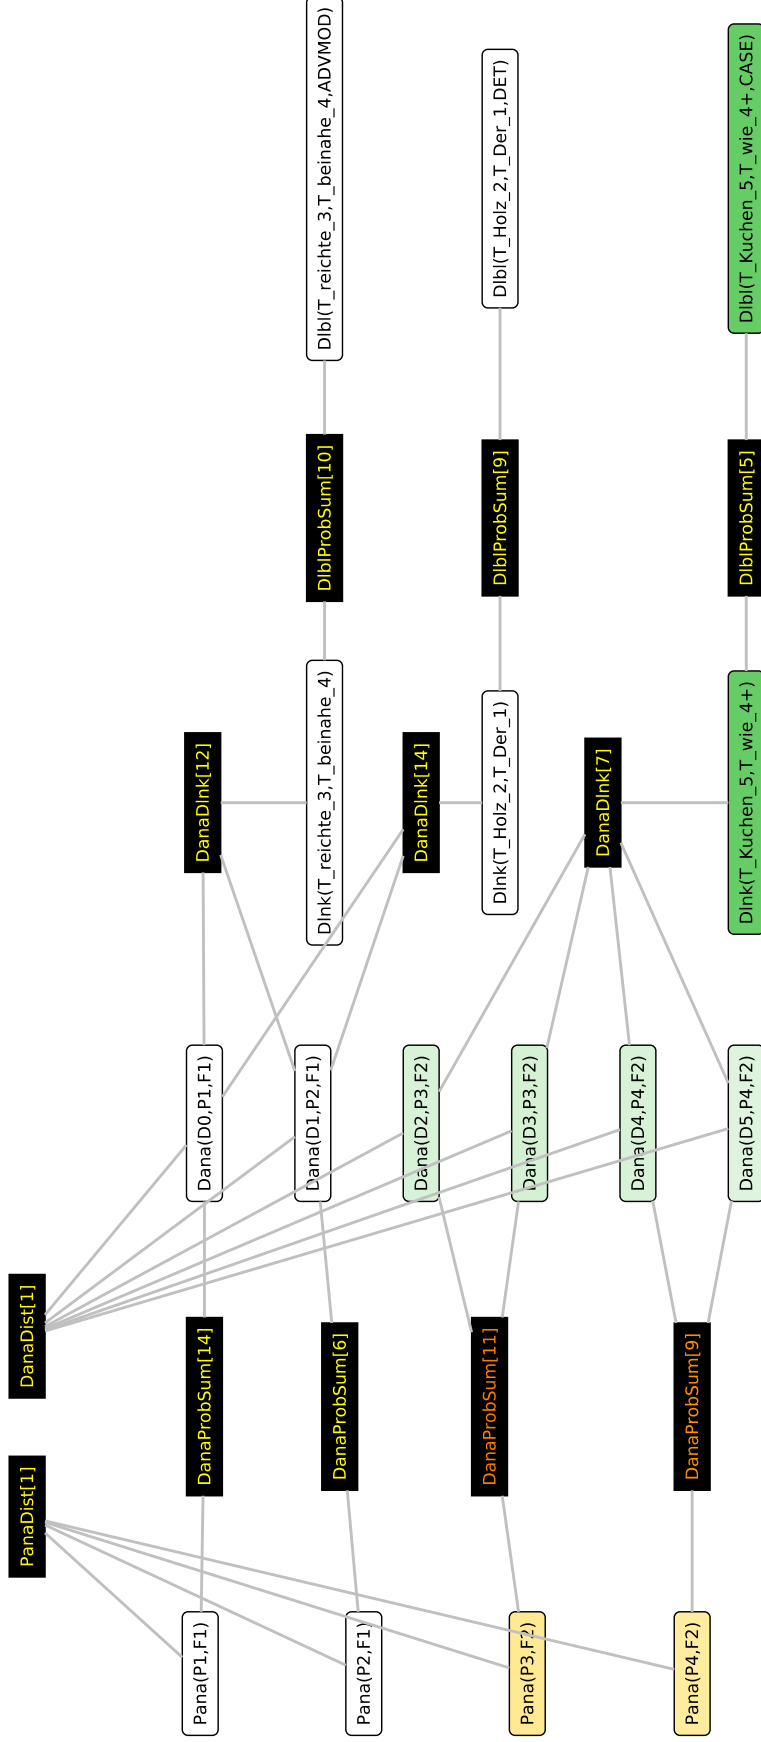 Dlbl(T_reichte_3,T_beinahe_4,ADVMOD)
Dlbl(T_Holz_2,T_Der_1,DET)
Dlbl(T_Kuchen_5,T_wie_4+,CASE)
DlblProbSum[10]
DlblProbSum[9]
DlblProbSum[5]
Dlnk(T_reichte_3,T_beinahe_4)
Dlnk(T_Holz_2,T_Der_1)
Dlnk(T_Kuchen_5,T_wie_4+)
DanaDlnk[12]
DanaDlnk[14]
DanaDlnk[7]
Dana(D0,P1,F1)
Dana(D1,P2,F1)
Dana(D2,P3,F2)
Dana(D3,P3,F2)
Dana(D4,P4,F2)
Dana(D5,P4,F2)
DanaDist[1]
DanaProbSum[14]
DanaProbSum[6]
DanaProbSum[11]
DanaProbSum[9]
PanaDist[1]
Pana(P1,F1)
Pana(P2,F1)
Pana(P3,F2)
Pana(P4,F2)